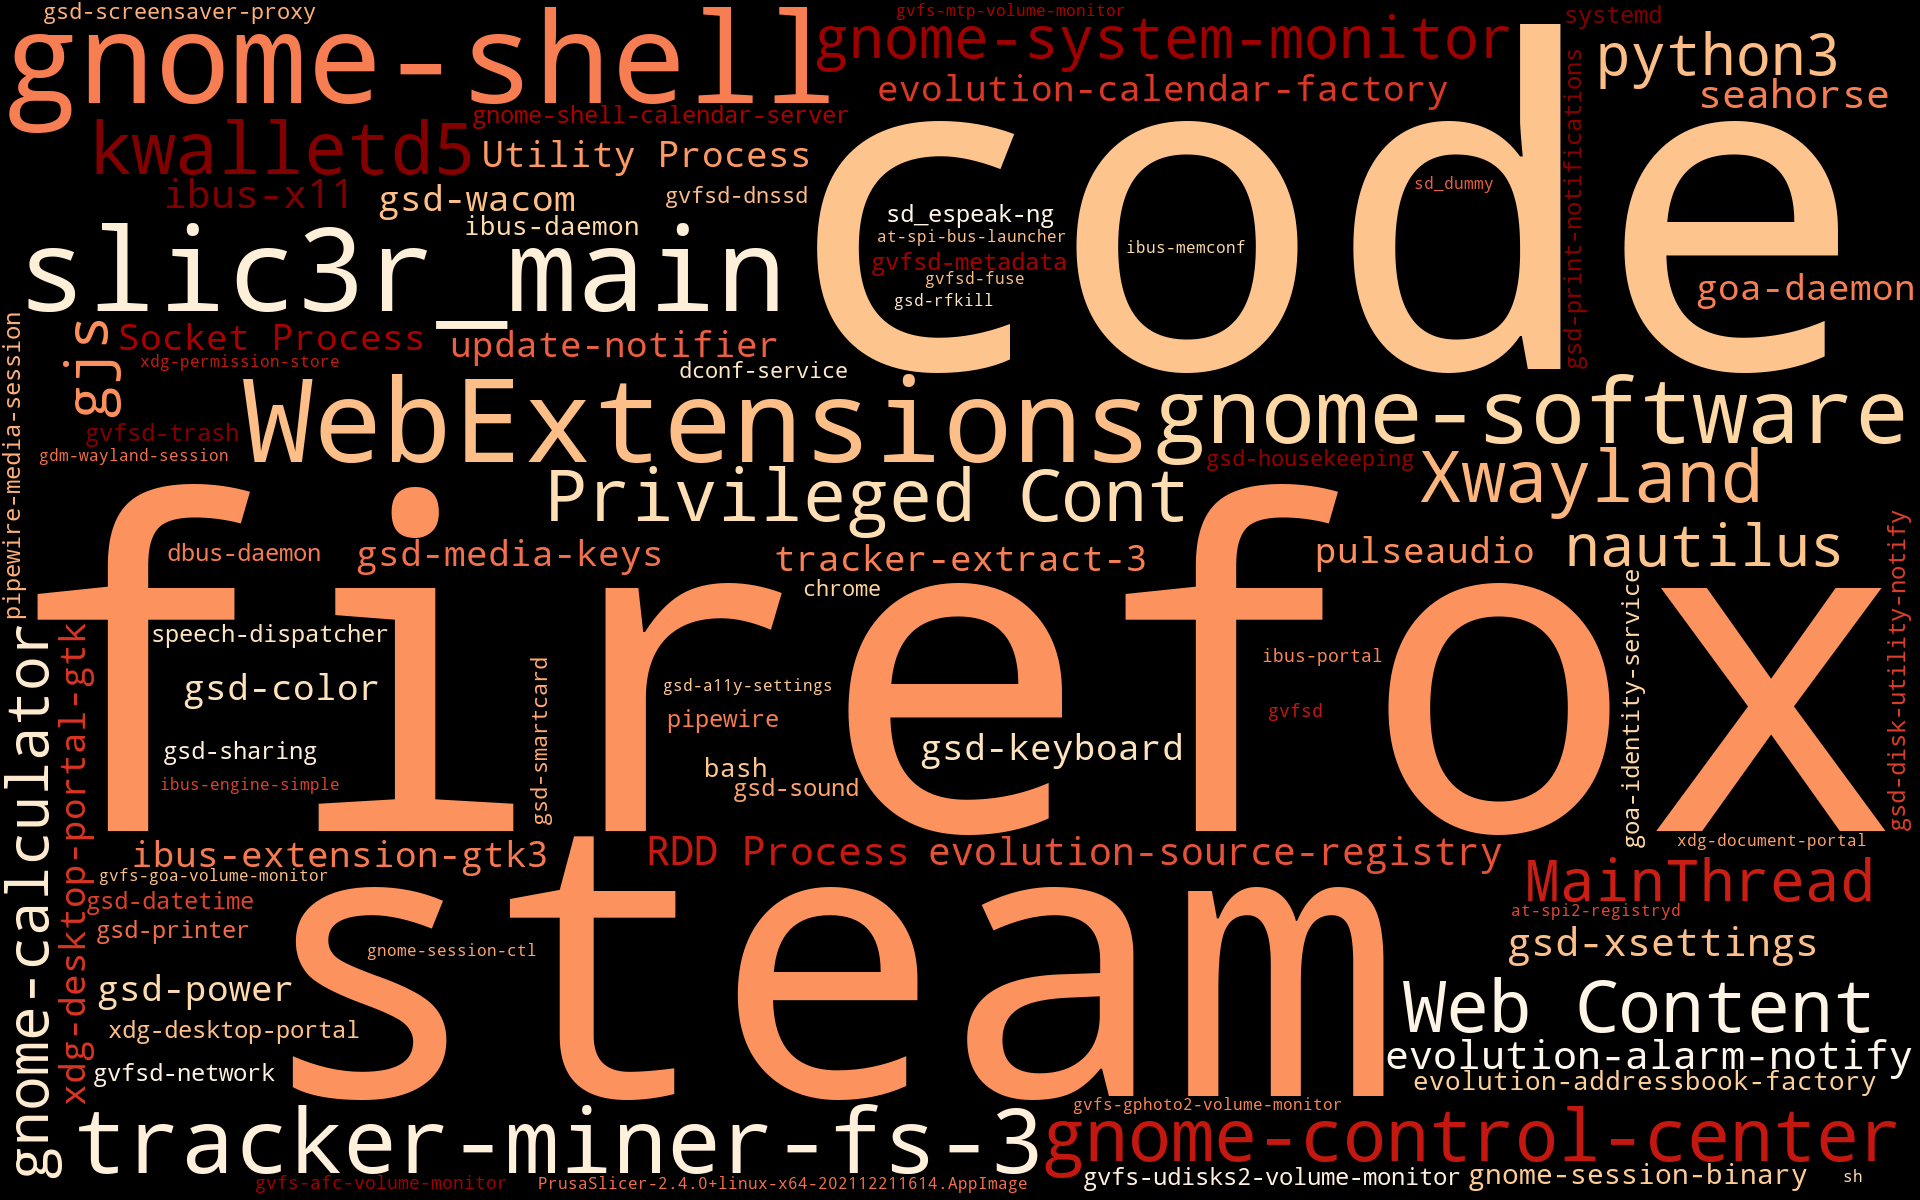 gsd-screensaver-proxy
gvfs-mtp-volume-monitor
systemd
gnome-shell
gnome-system-monitor
python3
evolution-calendar-factory
seahorse
code
gnome-shell-calendar-server
kwalletd5
Utility Process
gsd-print-notifications
ibus-x11
gsd-wacom
gvfsd-dnssd
sd_dummy
ibus-daemon
sd_espeak-ng
at-spi-bus-launcher
ibus-memconf
gvfsd-metadata
gvfsd-fuse
gsd-rfkill
slic3r_main
goa-daemon
pipewire-media-session
gjs
Socket Process
update-notifier
xdg-permission-store
dconf-service
WebExtensions
gnome-software
gvfsd-trash
gdm-wayland-session
gsd-housekeeping
Xwayland
Privileged Cont
firefox
dbus-daemon
gsd-media-keys
tracker-extract-3
pulseaudio
nautilus
gsd-disk-utility-notify
chrome
goa-identity-service
gnome-calculator
xdg-desktop-portal-gtk
speech-dispatcher
gsd-color
gsd-smartcard
gsd-a11y-settings
ibus-portal
pipewire
gvfsd
gsd-sharing
gsd-keyboard
bash
ibus-engine-simple
gsd-sound
xdg-document-portal
ibus-extension-gtk3
RDD Process
evolution-source-registry
gvfs-goa-volume-monitor
MainThread
gsd-datetime
at-spi2-registryd
gsd-printer
steam
gnome-session-ctl
gsd-xsettings
gsd-power
Web Content
xdg-desktop-portal
evolution-alarm-notify
gvfsd-network
evolution-addressbook-factory
gvfs-gphoto2-volume-monitor
tracker-miner-fs-3
gnome-control-center
gvfs-afc-volume-monitor
PrusaSlicer-2.4.0+linux-x64-202112211614.AppImage
gvfs-udisks2-volume-monitor
gnome-session-binary
sh